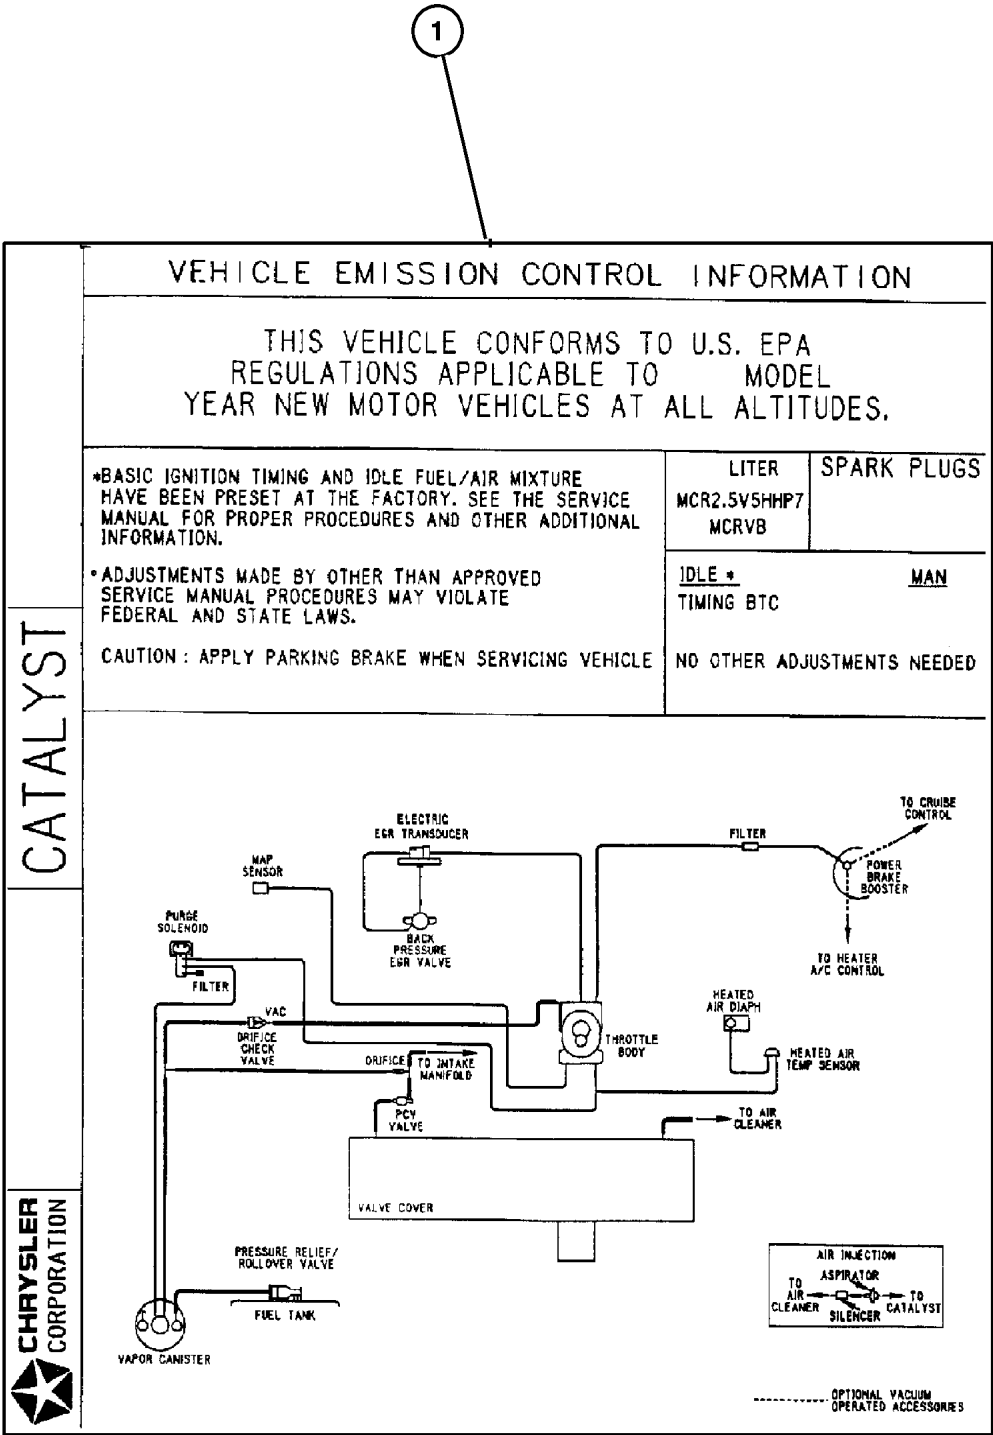 1
VEHICLE EMISSION CONTROL INFORMATION
THIS VEHICLE CONFORMS TO U.S. EPA
REGULATIONS APPLICABLE TO MODEL
YEAR NEW MOTOR VEHICLES AT ALL ALTITUDES.
*BASIC IGNITION TIMING AND IDLE FUEL/AIR MIXTURE
HAVE BEEN PRESET AT THE FACTORY. SEE THE SERVICE
MANUAL FOR PROPER PROCEDURES AND OTHER ADDITIONAL
INFORMATION.
• ADJUSTMENTS MADE BY OTHER THAN APPROVED
SERVICE MANUAL PROCEDURES MAY VIOLATE
FEDERAL AND STATE LAWS.
CAUTION : APPLY PARKING BRAKE WHEN SERVICING VEHICLE
LITER
MCR2.5V5HHP7
MCRVB
SPARK PLUGS
IDLE * MAN
TIMING BTC
NO OTHER ADJUSTMENTS NEEDED
CATALYST
CHRYSLER
CORPORATION
TO CRUISE
CONTROL
ELECTRIC
EGR TRANSDUCER
FILTER
MAP
SENSOR
POWER
BRAKE
BOOSTER
PURGE
SOLENOID
BACK
PRESSURE
EGR VALVE
TO HEATER
A/C CONTROL
FILTER
HEATED
AIR DIAPH
VAC
ORIFICE
CHECK
VALVE
THROTTLE
BODY
HEATED AIR
TEMP SENSOR
ORIFICE
TO INTAKE
MANIFOLD
PCV
VALVE
TO AIR
CLEANER
VALVE COVER
PRESSURE RELIEF/
ROLLOVER VALVE
FUEL TANK
VAPOR CANISTER
AIR INJECTION
ASPIRATOR
TO
AIR
CLEANER
SILENCER
TO
CATALYST
OPTIONAL VACUUM
OPERATED ACCESSORIES